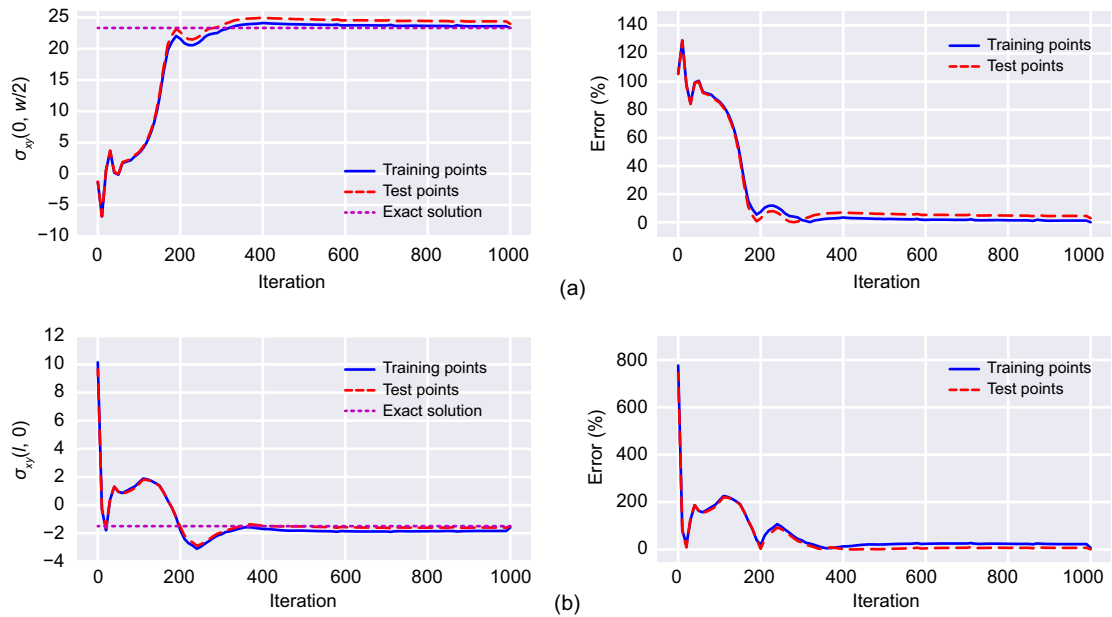 25
20
15
10
5
0
−5
−10
σxy(0, w/2)
Training points
Test points
Exact solution
0 200 400 600 800 1000
Iteration
140
120
100
80
60
40
20
0
Error (%)
Training points
Test points
0 200 400 600 800 1000
Iteration
(a)
12
10
8
6
4
2
0
−2
−4
σxy(l, 0)
Training points
Test points
Exact solution
0 200 400 600 800 1000
Iteration
800
600
400
200
0
Error (%)
Training points
Test points
0 200 400 600 800 1000
Iteration
(b)